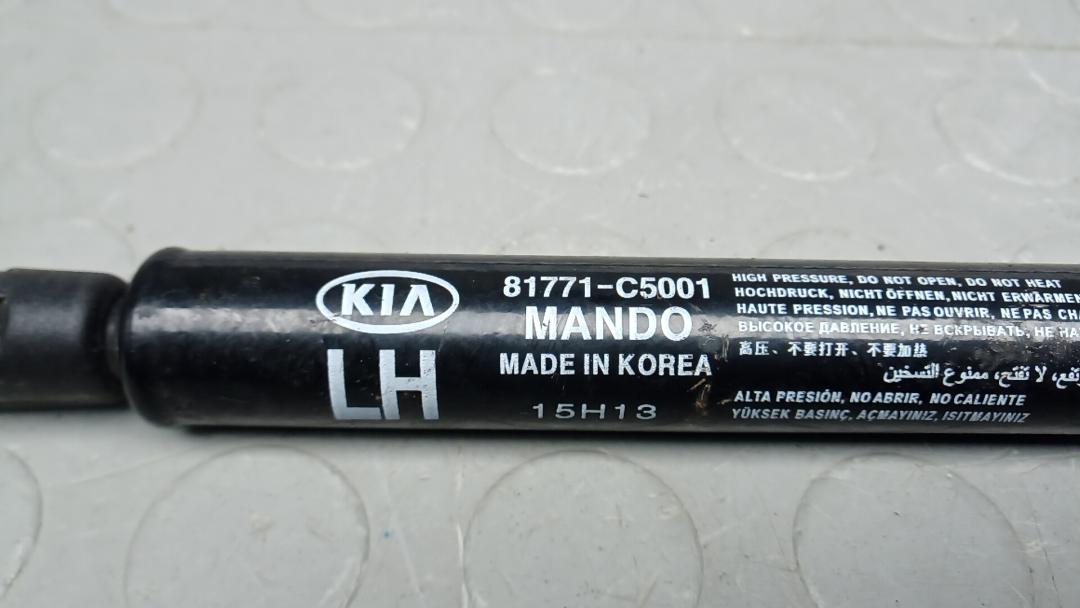 KIA
LH
81771-C5001
MANDO
MADE IN KOREA
15H13
HIGH PRESSURE, DO NOT OPEN, DO NOT HEAT
HOCHDRUCK, NICHT ÖFFNEN, NICHT ERWÄRMEN
HAUTE PRESSION, NE PAS OUVRIR, NE PAS
ВЫСОКОЕ ДАВЛЕНИЕ, НЕ ВСКРЫВАТЬ, НЕ
高压、不要打开、不要加热
لا تفتح، ممنوع التسخين
ALTA PRESIÓN, NO ABRIR, NO CALIENTE
YÜKSEK BASINÇ, AÇMAYINIZ, ISITMAYINIZ